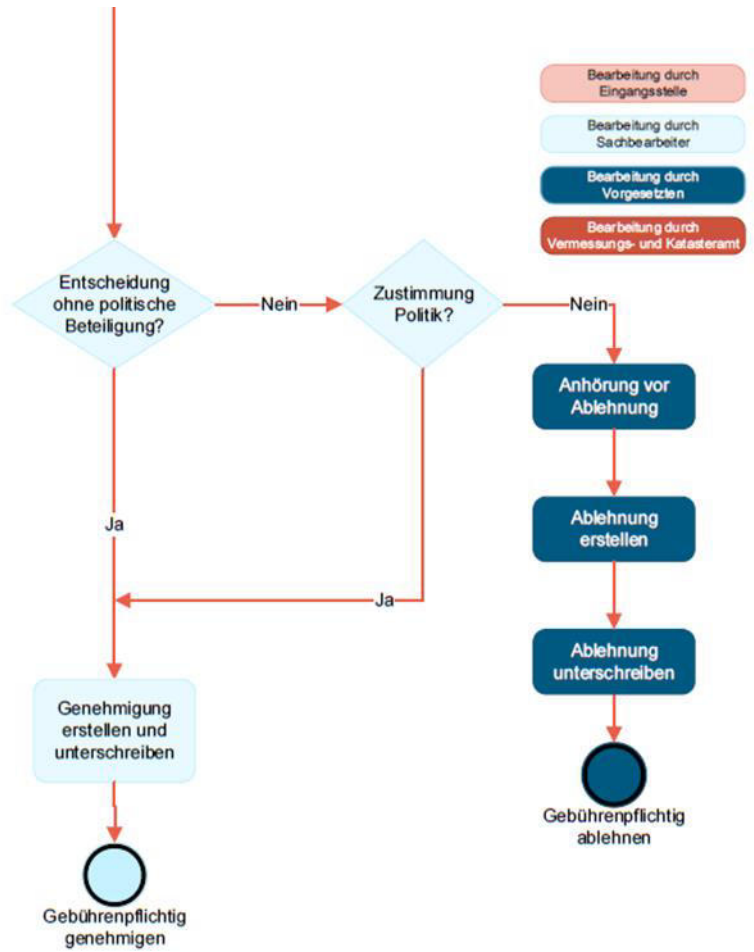 Bearbeitung durch
Eingangsstelle
Bearbeitung durch
Sachbearbeiter
Bearbeitung durch
Vorgesetzten
Bearbeitung durch
Vermessungs- und Katasteramt
Entscheidung
ohne politische
Beteiligung?
Nein
Zustimmung
Politik?
Nein
Anhörung vor
Ablehnung
Ja
Ablehnung
erstellen
Ja
Ablehnung
unterschreiben
Genehmigung
erstellen und
unterschreiben
Gebührenpflichtig
ablehnen
Gebührenpflichtig
genehmigen